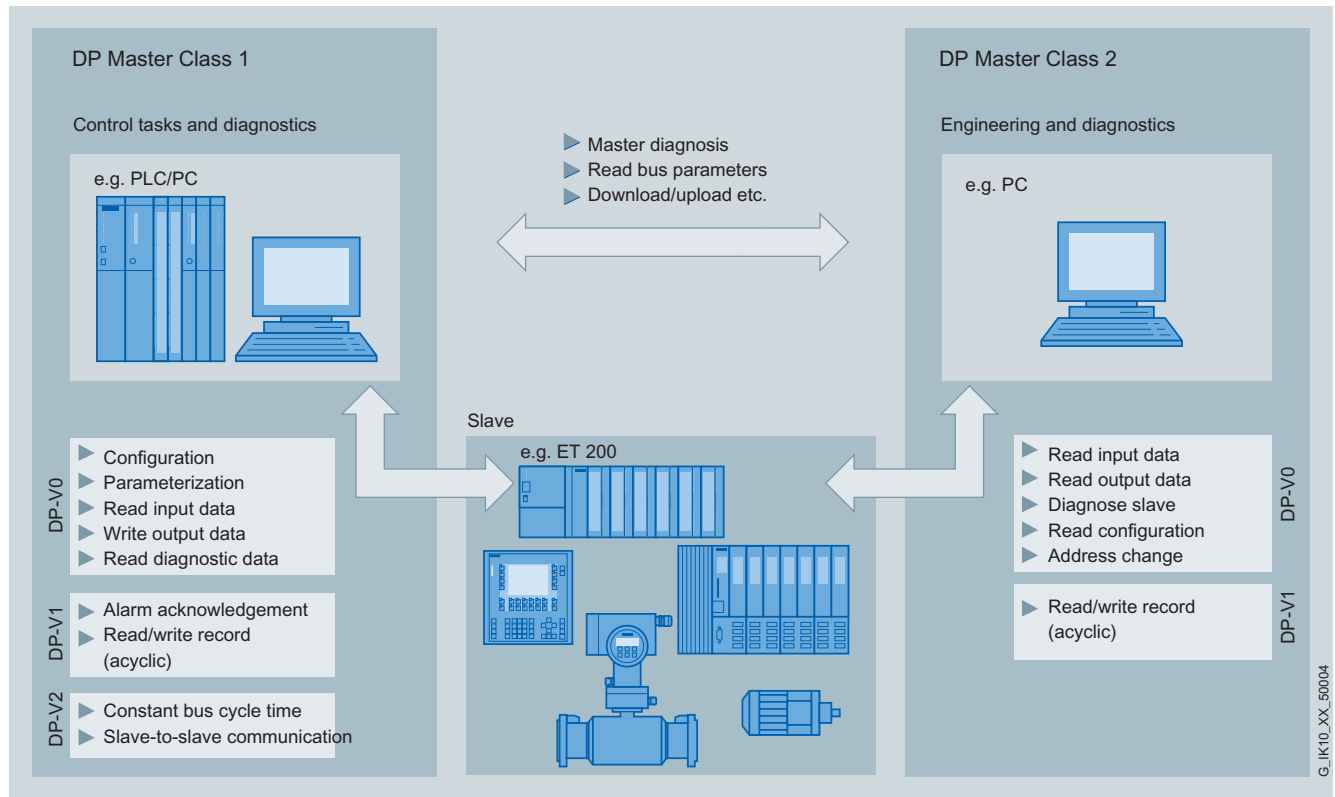 DP Master Class 1
Control tasks and diagnostics
e.g. PLC/PC
DP-V0
Configuration
Parameterization
Read input data
Write output data
Read diagnostic data
DP-V1
Alarm acknowledgement
Read/write record
(acyclic)
DP-V2
Constant bus cycle time
Slave-to-slave communication
Master diagnosis
Read bus parameters
Download/upload etc.
Slave
e.g. ET 200
DP Master Class 2
Engineering and diagnostics
e.g. PC
Read input data
Read output data
Diagnose slave
Read configuration
Address change
DP-V0
Read/write record
(acyclic)
DP-V1
G_IK10_XX_50004